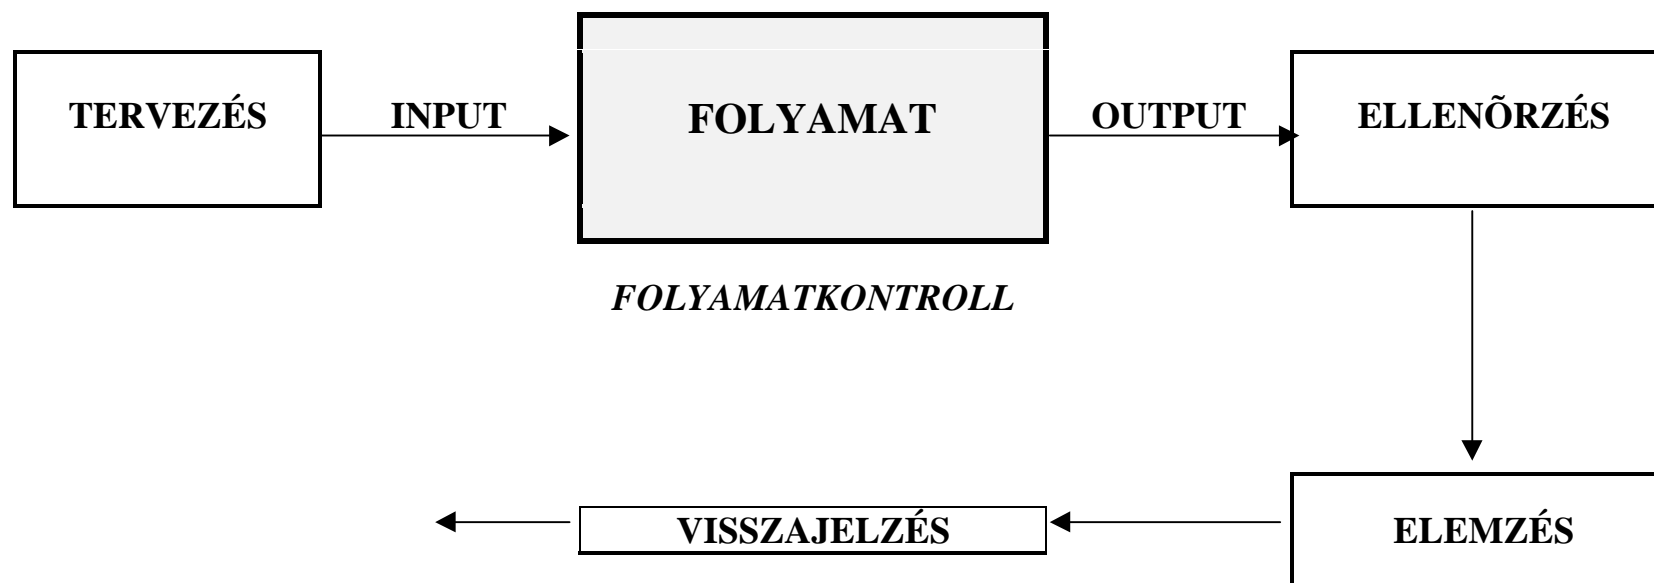 TERVEZÉS
INPUT
FOLYAMAT
OUTPUT
ELLENÕRZÉS
FOLYAMATKONTROLL
VISSZAJELZÉS
ELEMZÉS